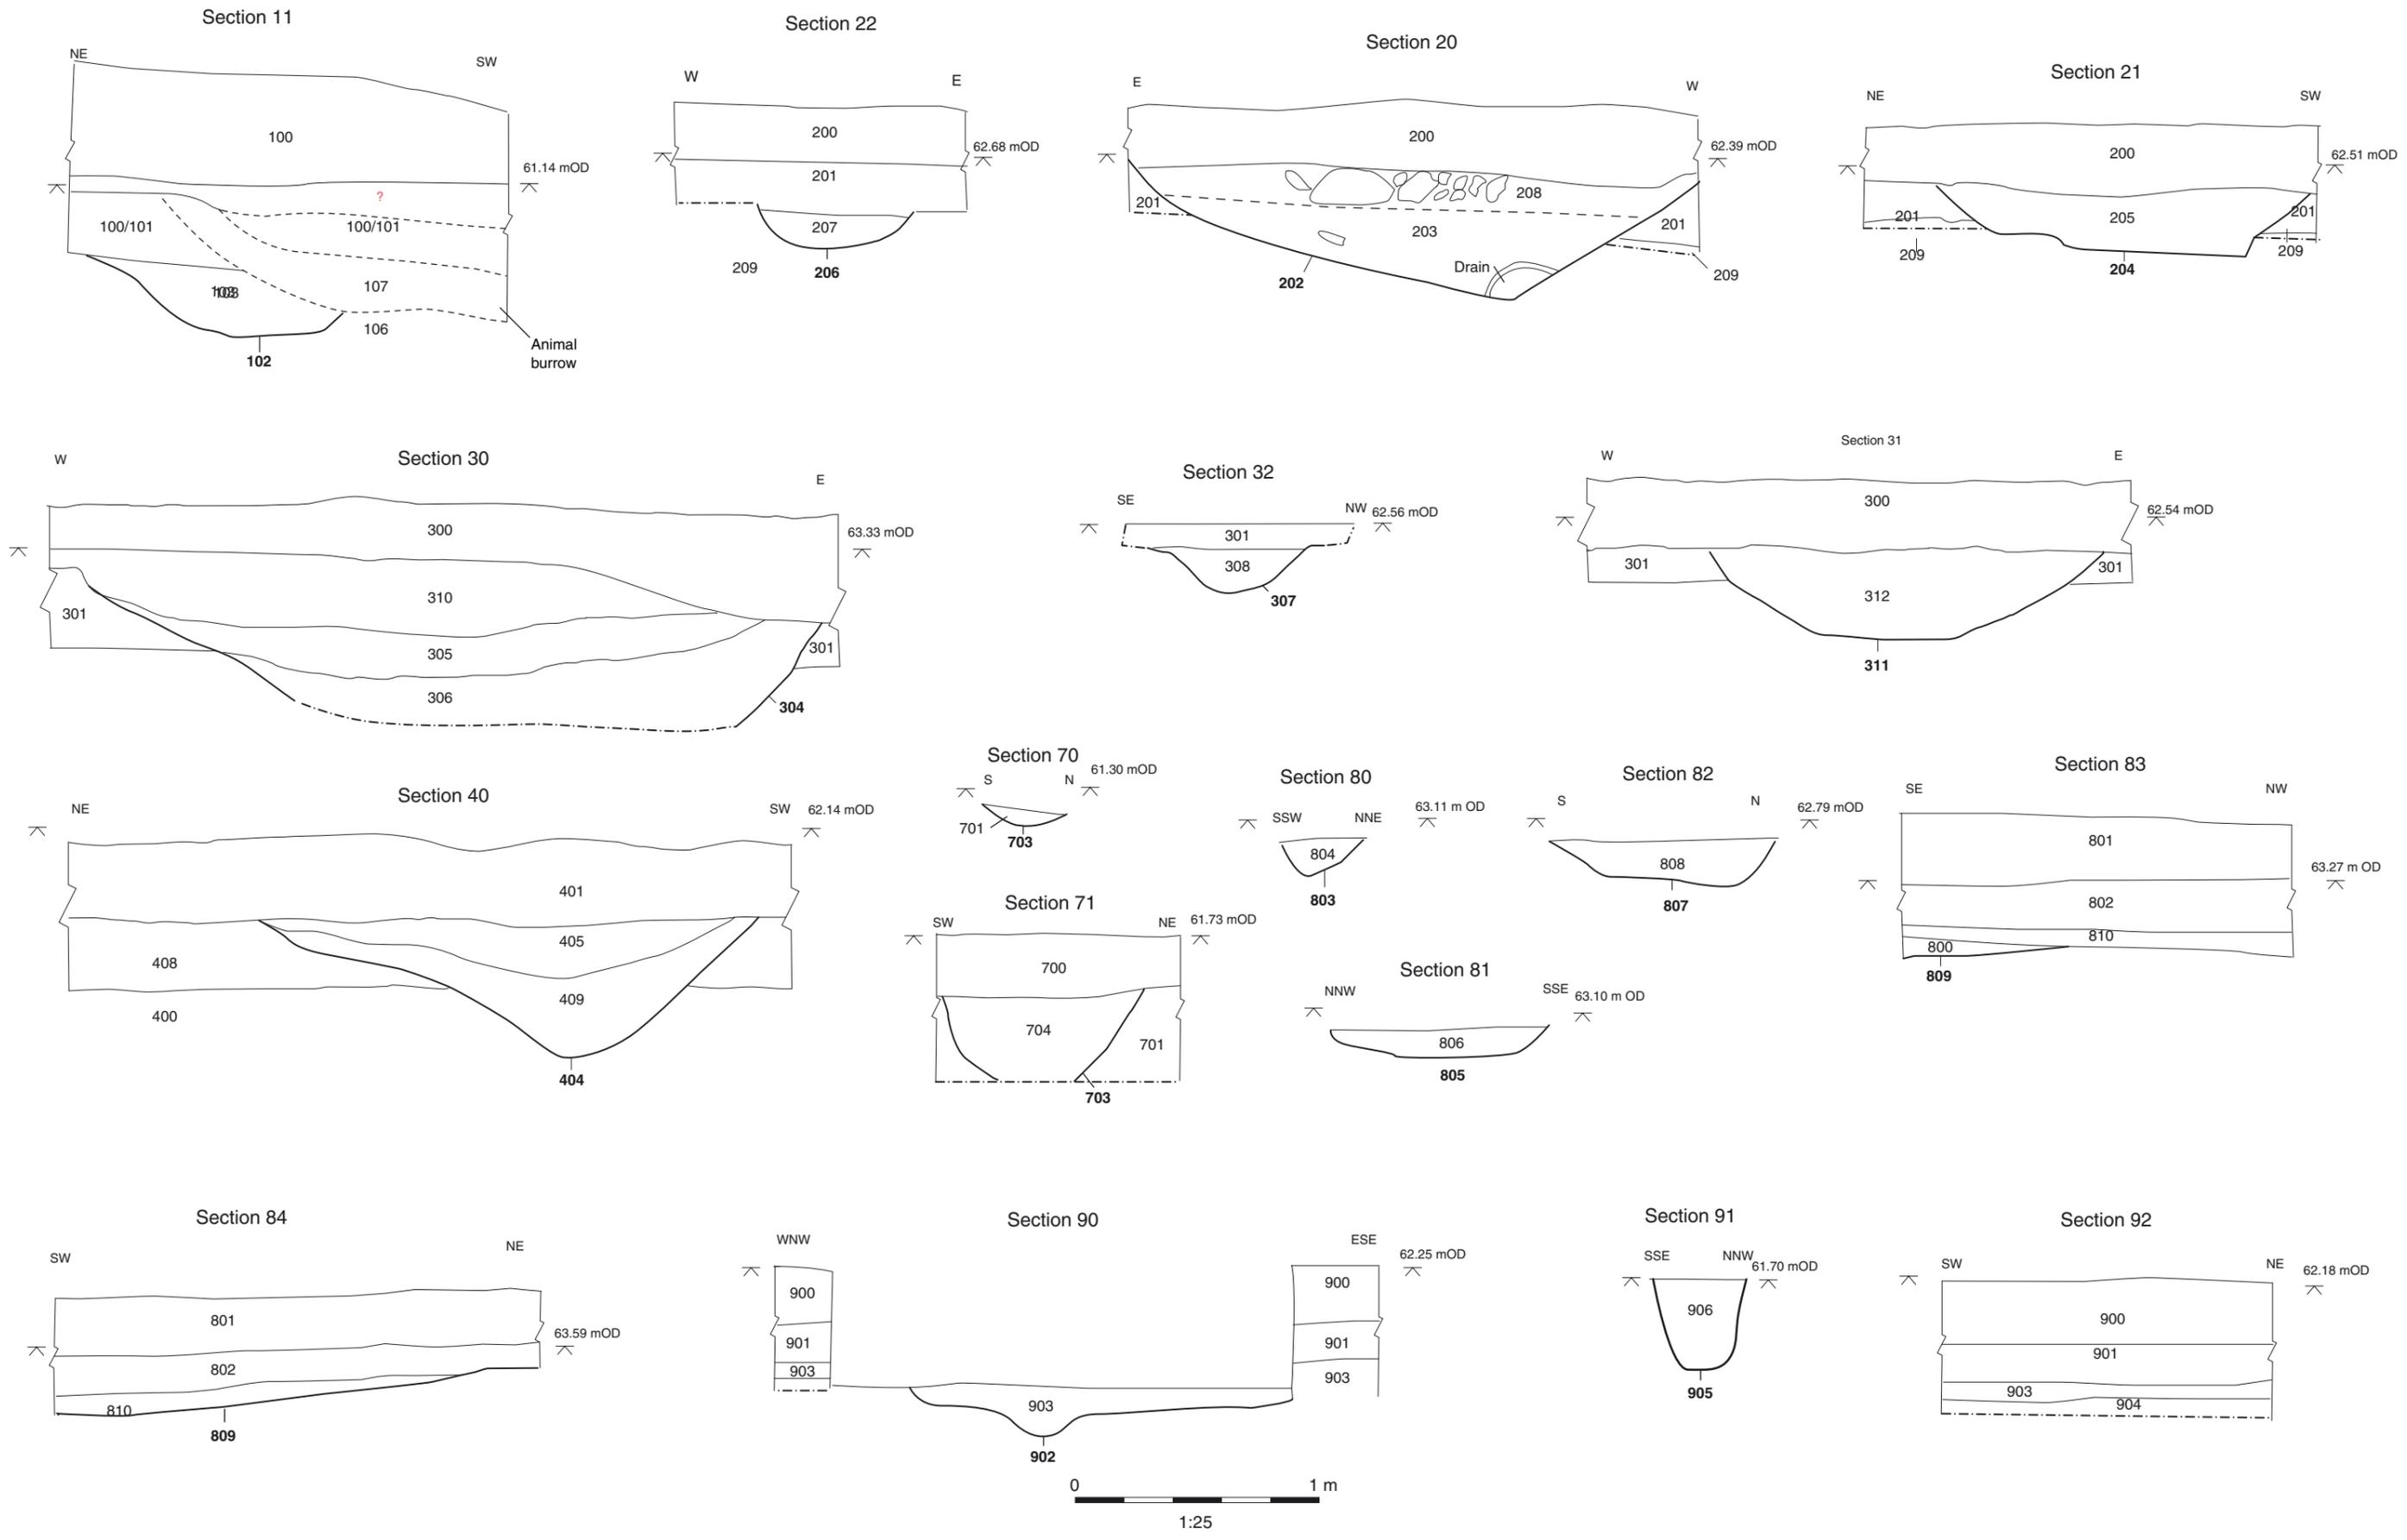 Section 11
NE
SW
100
61.14 mOD
?
100/101
100/101
103
107
106
102
Animal
burrow
Section 22
W
E
200
62.68 mOD
201
207
209
206
Section 20
E
W
200
62.39 mOD
208
201
203
201
Drain
209
202
Section 21
NE
SW
200
62.51 mOD
201
205
201
209
209
204
Section 30
W
E
300
63.33 mOD
310
301
305
301
306
304
Section 32
SE
NW
62.56 mOD
301
308
307
Section 31
W
E
300
62.54 mOD
301
301
312
311
Section 40
NE
SW
62.14 mOD
401
405
408
409
400
404
Section 70
S
N
61.30 mOD
701
703
Section 71
SW
NE
61.73 mOD
700
704
701
703
Section 80
SSW
NNE
63.11 m OD
804
803
Section 82
S
N
62.79 mOD
808
807
Section 81
NNW
SSE
63.10 m OD
806
805
Section 83
SE
NW
801
63.27 m OD
802
810
800
809
Section 84
SW
NE
801
63.59 mOD
802
810
809
Section 90
WNW
ESE
62.25 mOD
900
900
901
901
903
903
903
902
Section 91
SSE
NNW
61.70 mOD
906
905
Section 92
SW
NE
62.18 mOD
900
901
903
904
0
1 m
1:25